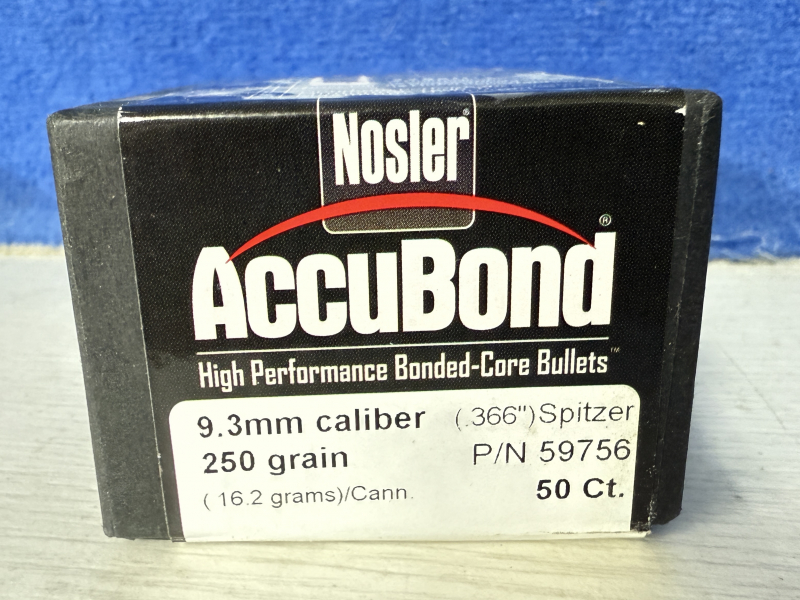 Nosler®
AccuBond®
High Performance Bonded-Core Bullets™
9.3mm caliber (.366") Spitzer
250 grain P/N 59756
( 16.2 grams)/Cann. 50 Ct.